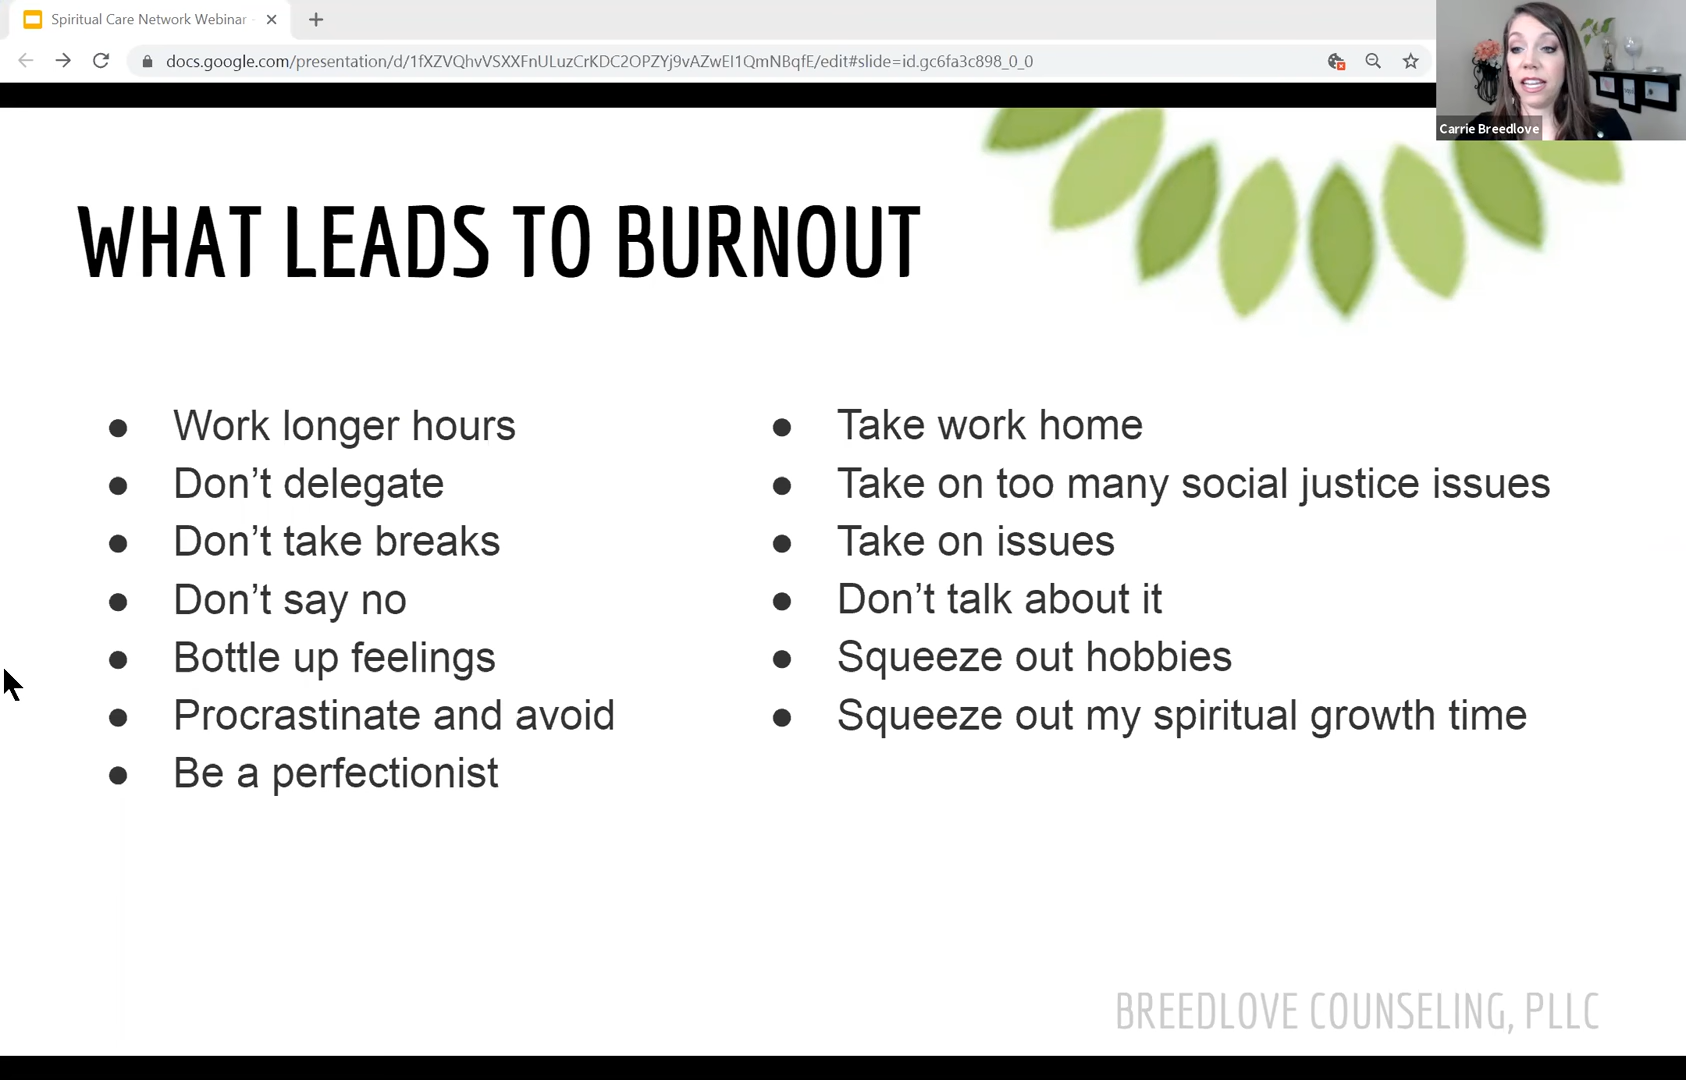 Spiritual Care Network Webinar
docs.google.com/presentation/d/1fXZVQhvVSXXFnULuzCrKDC2OPZYj9vAZwEI1QmNBqfE/edit#slide=id.gc6fa3c898_0_0
Carrie Breedlove
WHAT LEADS TO BURNOUT
● Work longer hours
● Don’t delegate
● Don’t take breaks
● Don’t say no
● Bottle up feelings
● Procrastinate and avoid
● Be a perfectionist
● Take work home
● Take on too many social justice issues
● Take on issues
● Don’t talk about it
● Squeeze out hobbies
● Squeeze out my spiritual growth time
BREEDLOVE COUNSELING, PLLC